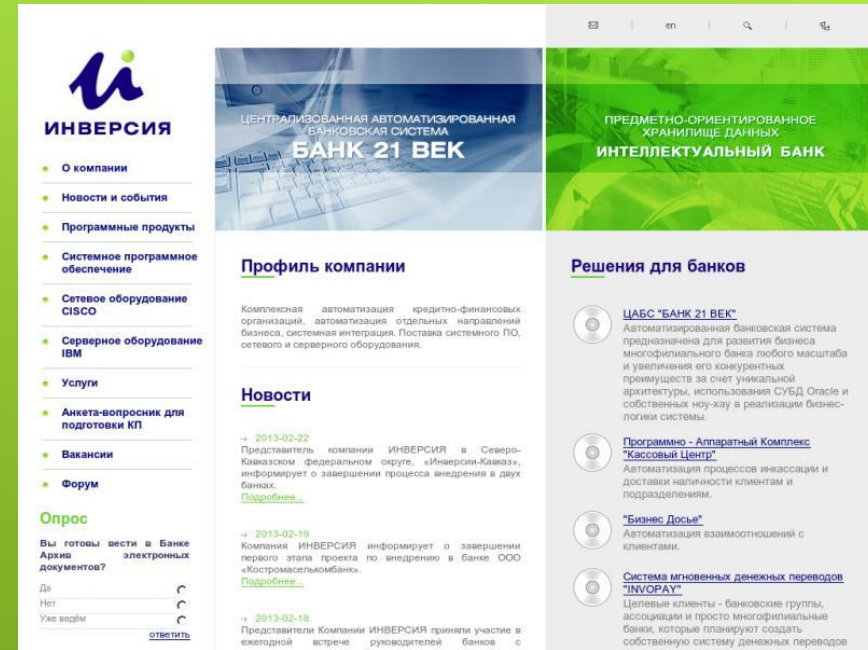 en
ИНВЕРСИЯ
О компании
Новости и события
Программные продукты
Системное программное
обеспечение
Сетевое оборудование
CISCO
Серверное оборудование
IBM
Услуги
Анкета-вопросник для
подготовки КП
Вакансии
Форум
Опрос
Вы готовы вести в Банке
Архив электронных
документов?
Да
Нет
Уже ведём
ответить
ЦЕНТРАЛИЗОВАННАЯ АВТОМАТИЗИРОВАННАЯ
БАНКОВСКАЯ СИСТЕМА
БАНК 21 ВЕК
Профиль компании
Комплексная автоматизация кредитно-финансовых
организаций, автоматизация отдельных направлений
бизнеса, системная интеграция. Поставка системного ПО,
сетевого и серверного оборудования.
Новости
2013-02-22
Представитель компании ИНВЕРСИЯ в Северо-
Кавказском федеральном округе, «Инверсии-Кавказ»,
информирует о завершении процесса внедрения в двух
банках.
Подробнее...
2013-02-19
Компания ИНВЕРСИЯ информирует о завершении
первого этапа проекта по внедрению в банке ООО
«Костромаселькомбанк».
Подробнее...
2013-02-18
Представители Компании ИНВЕРСИЯ приняли участие в
ежегодной встрече руководителей банков с
ПРЕДМЕТНО-ОРИЕНТИРОВАННОЕ
ХРАНИЛИЩЕ ДАННЫХ
ИНТЕЛЛЕКТУАЛЬНЫЙ БАНК
Решения для банков
ЦАБС "БАНК 21 ВЕК"
Автоматизированная банковская система
предназначена для развития бизнеса
многофилиального банка любого масштаба
и увеличения его конкурентных
преимуществ за счет уникальной
архитектуры, использования СУБД Oracle и
собственных ноу-хау в реализации бизнес-
логики системы.
Программно - Аппаратный Комплекс
"Кассовый Центр"
Автоматизация процессов инкассации и
доставки наличности клиентам и
подразделениям.
"Бизнес Досье"
Автоматизация взаимоотношений с
клиентами.
Система мгновенных денежных переводов
"INVOPAY"
Целевые клиенты - банковские группы,
ассоциации и просто многофилиальные
банки, которые планируют создать
собственную систему денежных переводов